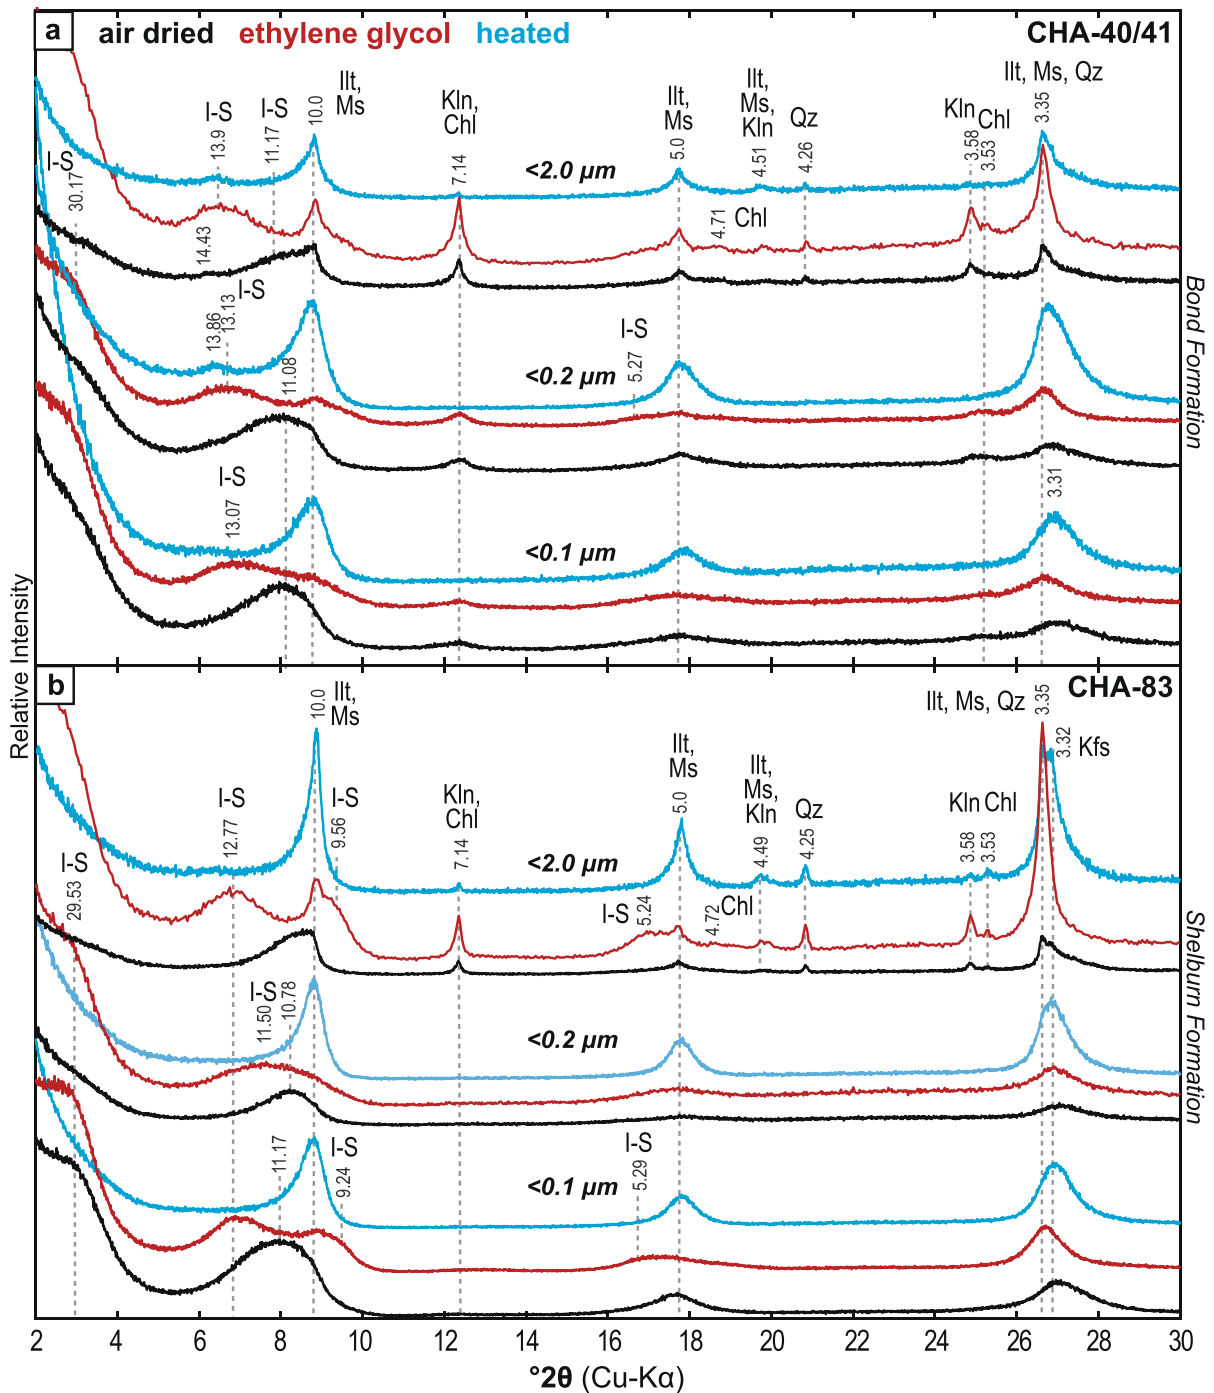 a air dried ethylene glycol heated CHA-40/41
Ilt, Ms, Qz
Ilt,
Ms
Ilt,
Ms,
Kln
I-S I-S 10.0 Kln,
Chl Ilt,
Ms Qz Kln Chl 3.35
I-S 13.9 11.17 7.14 5.0 4.51 4.26 3.58 3.53
<2.0 µm
30.17 14.43 4.71 Chl
I-S
13.86 13.13 11.08 I-S
5.27
<0.2 µm
Bond Formation
I-S
13.07 3.31
<0.1 µm
Relative Intensity
b CHA-83
Ilt, Ms, Qz 3.35
3.32 Kfs
10.0 Ilt,
Ms
Ilt,
Ms
Ilt,
Ms,
Kln
I-S I-S Kln,
Chl Qz Kln Chl
12.77 9.56 7.14 5.0 4.49 4.25 3.58 3.53
<2.0 µm
I-S
29.53 I-S 5.24 4.72 Chl
I-S
11.50 10.78
<0.2 µm
Shelburn Formation
I-S I-S
11.17 9.24 5.29
<0.1 µm
2 4 6 8 10 12 14 16 18 20 22 24 26 28 30
°2θ (Cu-Kα)